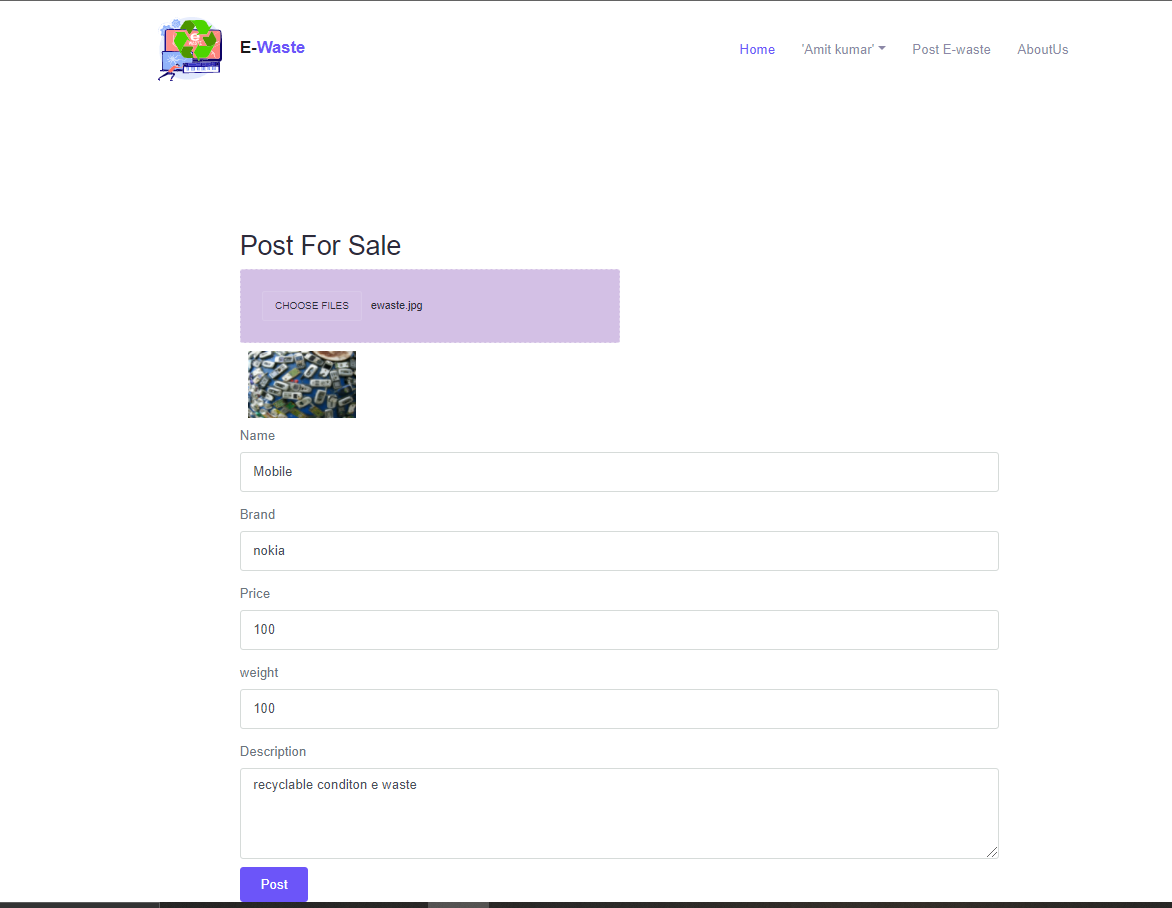 E-Waste
Home 'Amit kumar' Post E-waste AboutUs
Post For Sale
CHOOSE FILES ewaste.jpg
Name
Mobile
Brand
nokia
Price
100
weight
100
Description
recyclable conditon e waste
Post